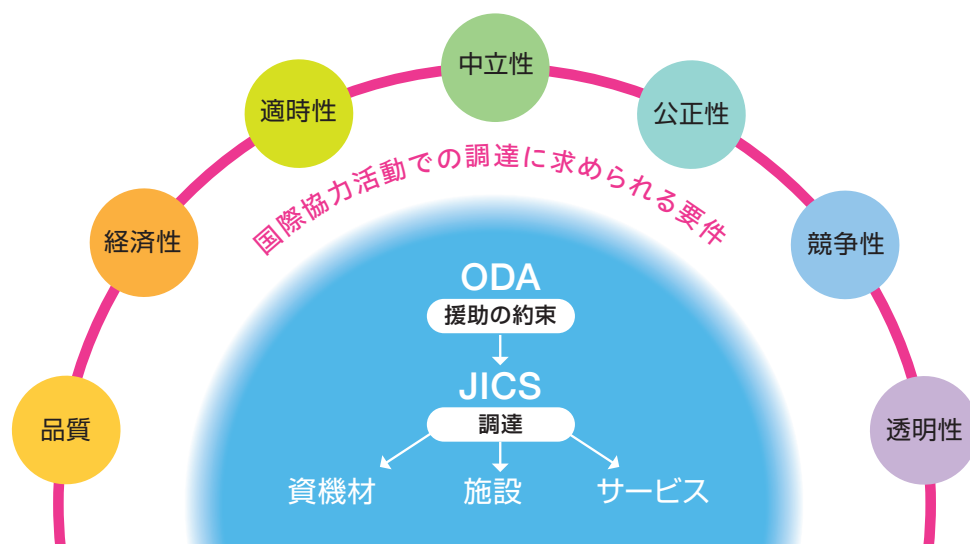 中立性
適時性
公正性
国際協力活動での調達に求められる要件
経済性
競争性
ODA
援助の約束
JICS
調達
品質
透明性
資機材
施設
サービス